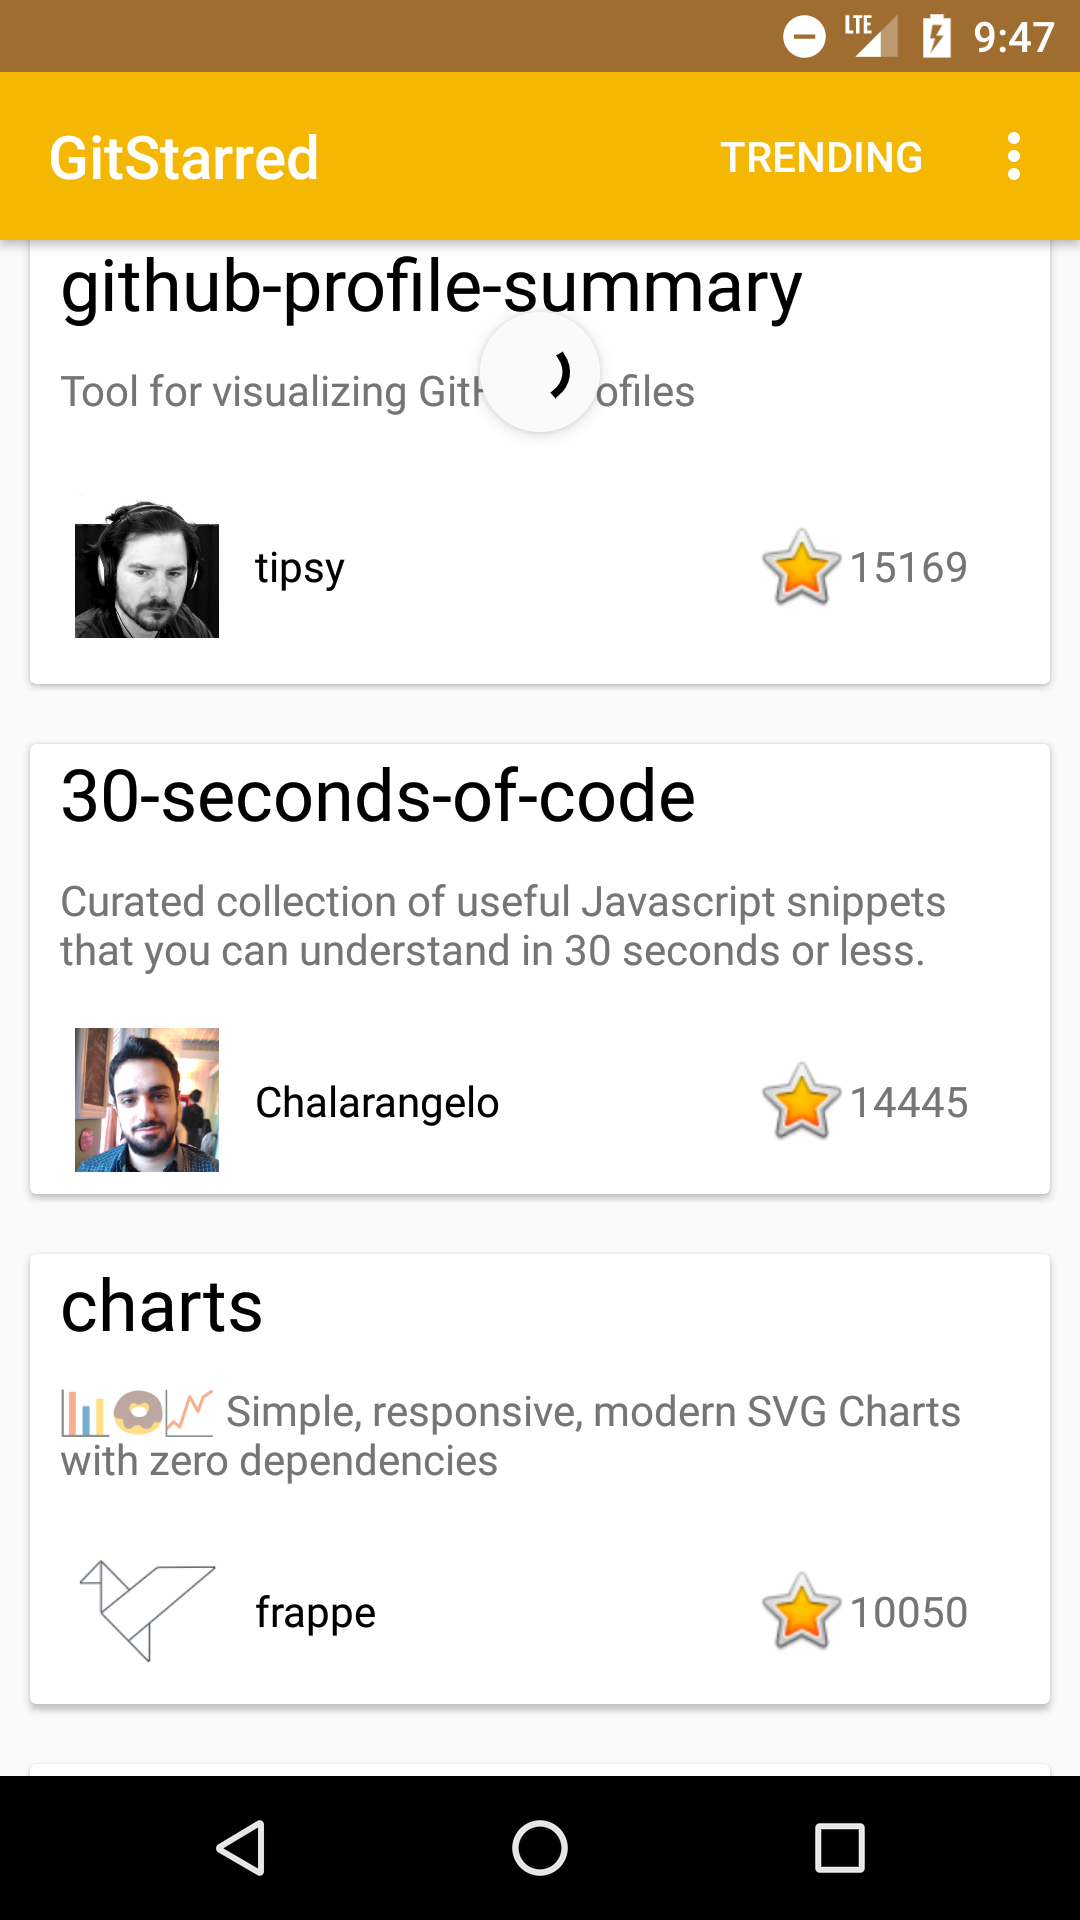 LTE 9:47
GitStarred TRENDING
github-profile-summary
Tool for visualizing Git ofiles
tipsy 15169
30-seconds-of-code
Curated collection of useful Javascript snippets
that you can understand in 30 seconds or less.
Chalarangelo 14445
charts
📊🍩📈 Simple, responsive, modern SVG Charts
with zero dependencies
frappe 10050